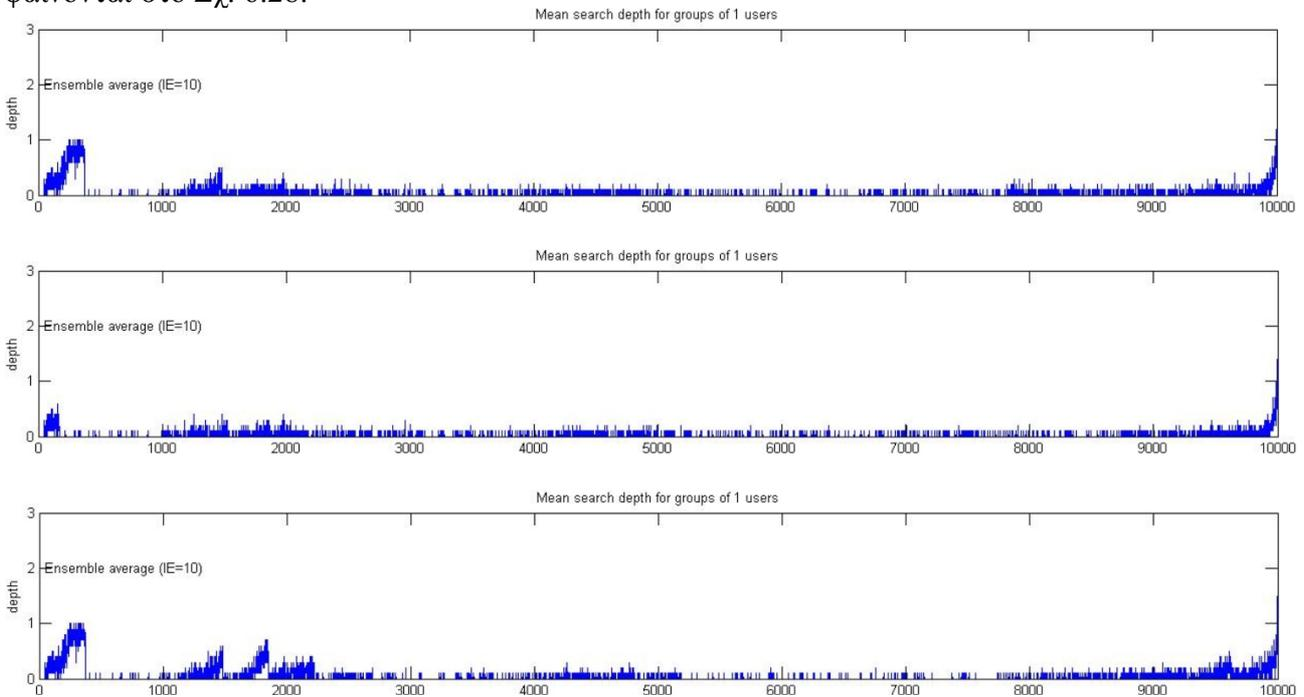 φαίνονται στο Σχ. 6.26.
Mean search depth for groups of 1 users
3
2
1
0
depth
Ensemble average (IE=10)
0 1000 2000 3000 4000 5000 6000 7000 8000 9000 10000
Mean search depth for groups of 1 users
3
2
1
0
depth
Ensemble average (IE=10)
0 1000 2000 3000 4000 5000 6000 7000 8000 9000 10000
Mean search depth for groups of 1 users
3
2
1
0
depth
Ensemble average (IE=10)
0 1000 2000 3000 4000 5000 6000 7000 8000 9000 10000